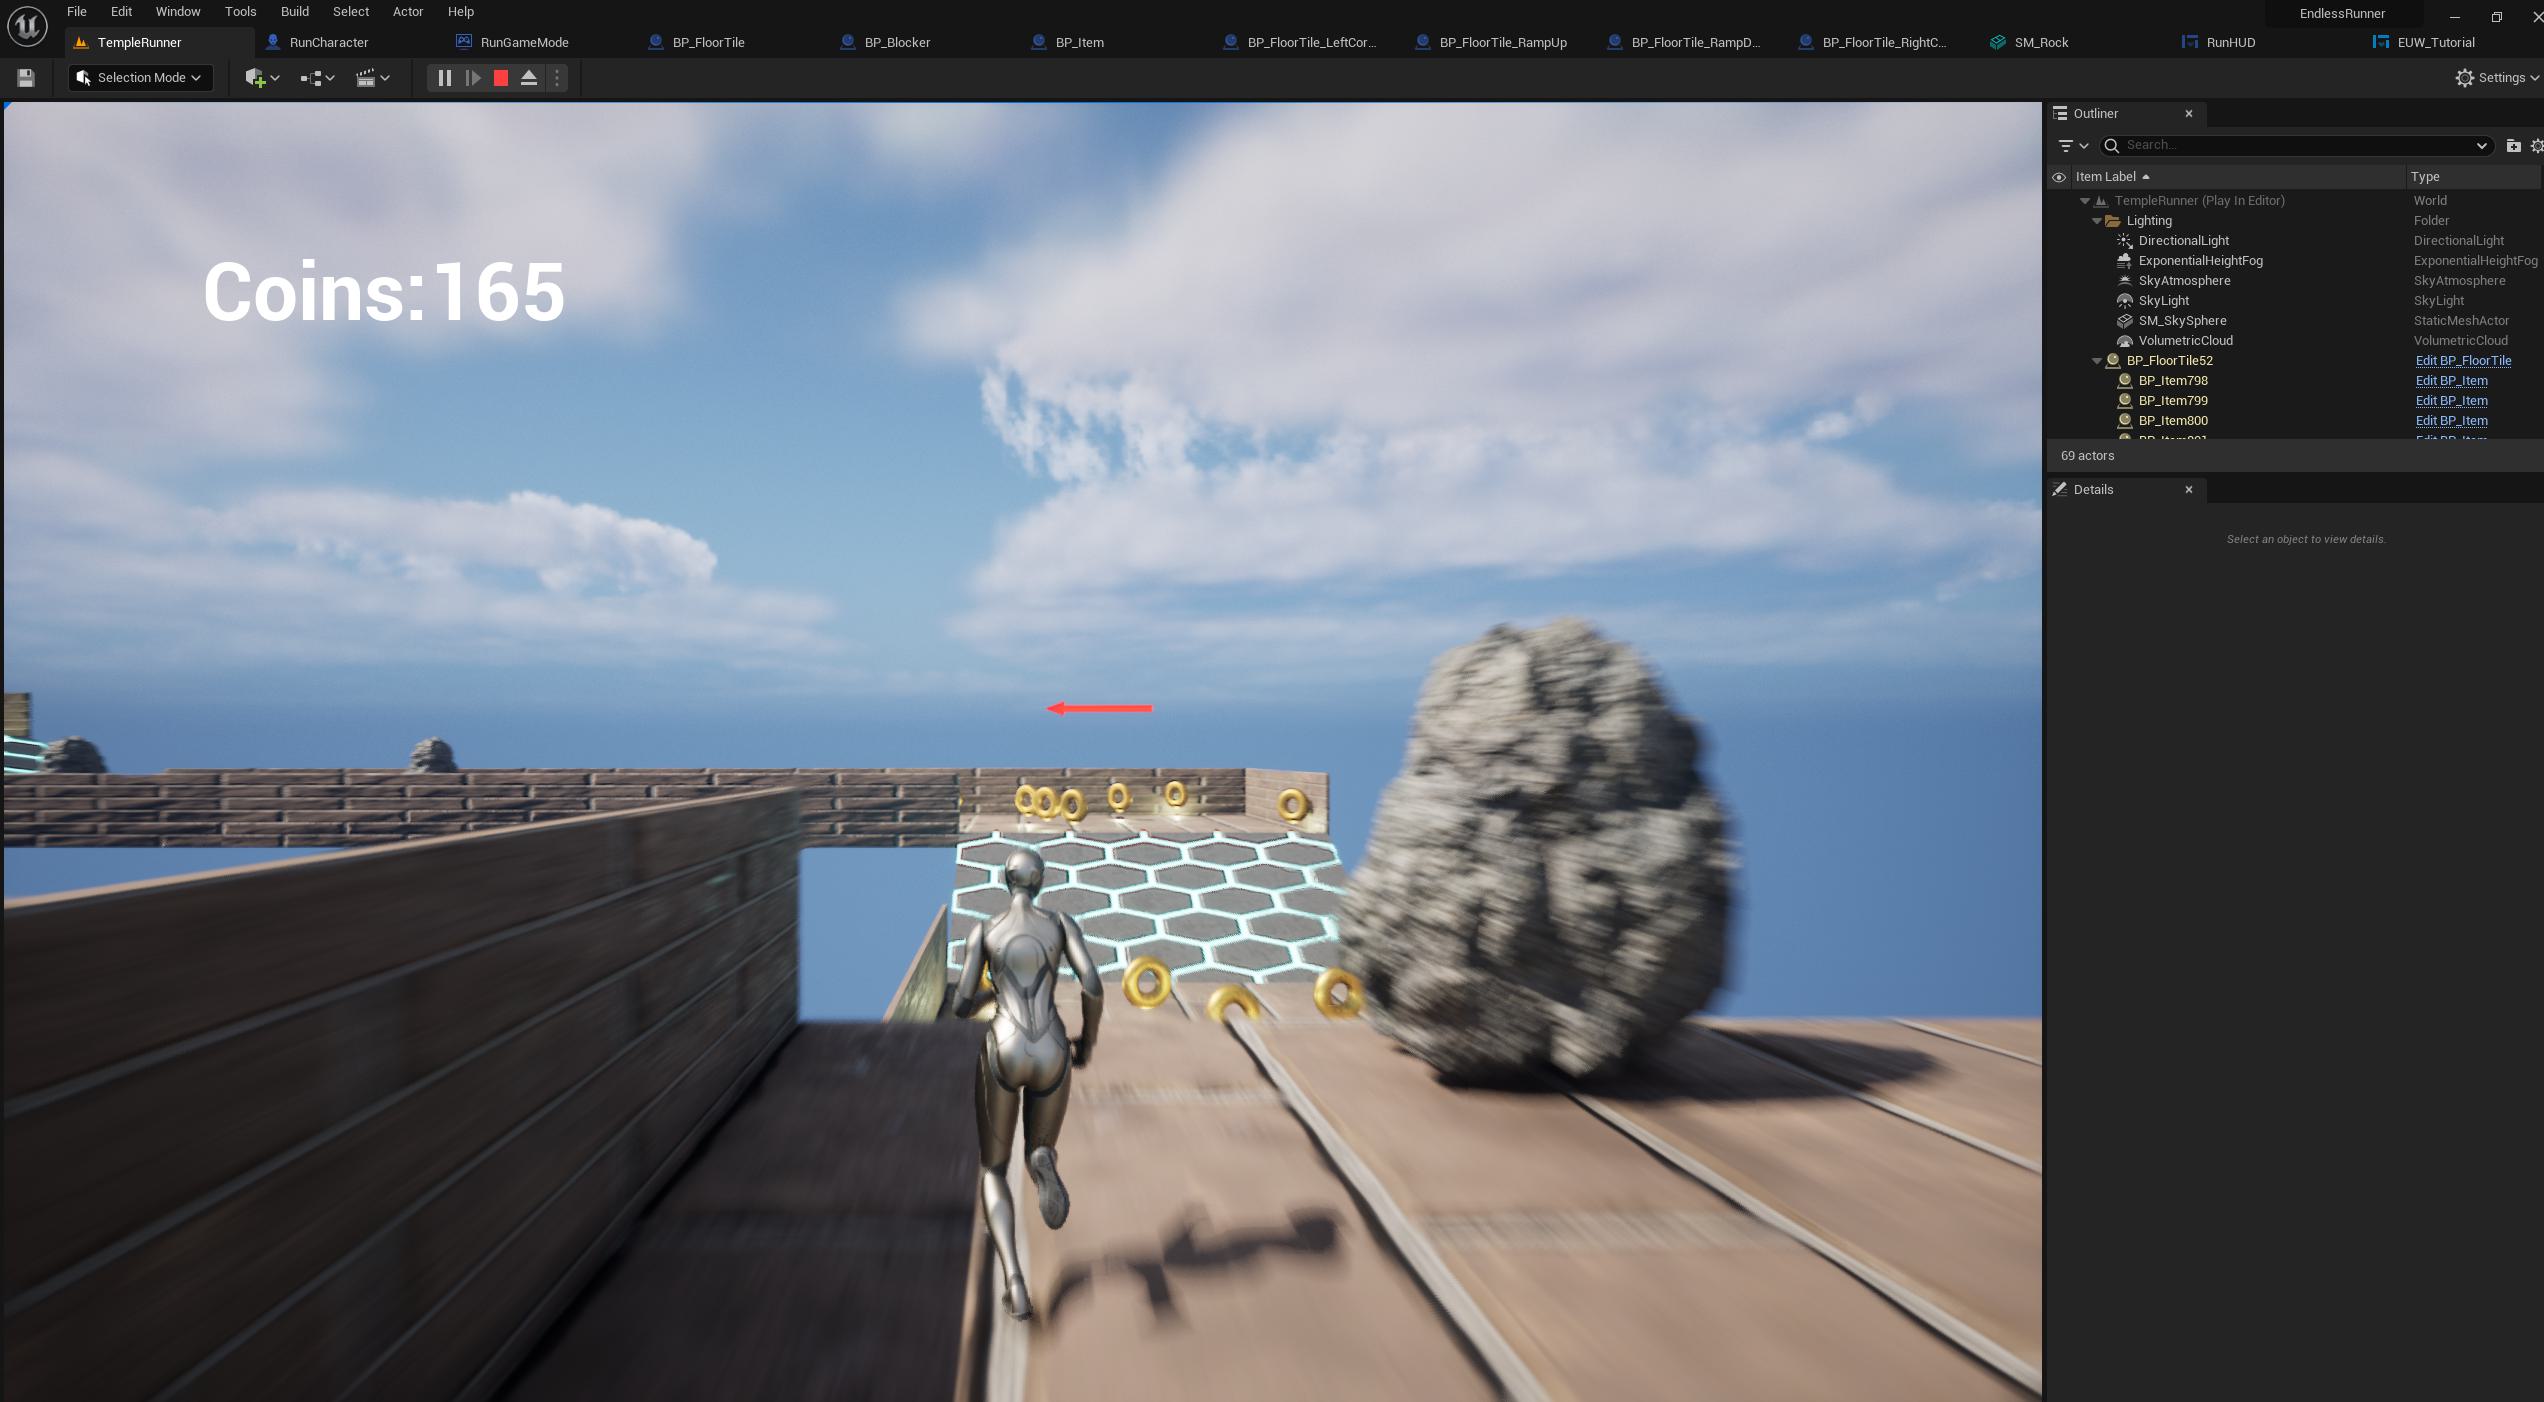 File Edit Window Tools Build Select Actor Help
EndlessRunner
TempleRunner RunCharacter RunGameMode BP_FloorTile BP_Blocker BP_Item BP_FloorTile_LeftCor... BP_FloorTile_RampUp BP_FloorTile_RampD... BP_FloorTile_RightC... SM_Rock RunHUD EUW_Tutorial
Selection Mode
Settings
Coins:165
Outliner
Search...
Item Label Type
TempleRunner (Play In Editor) World
Lighting Folder
DirectionalLight DirectionalLight
ExponentialHeightFog ExponentialHeightFog
SkyAtmosphere SkyAtmosphere
SkyLight SkyLight
SM_SkySphere StaticMeshActor
VolumetricCloud VolumetricCloud
BP_FloorTile52 Edit BP_FloorTile
BP_Item798 Edit BP_Item
BP_Item799 Edit BP_Item
BP_Item800 Edit BP_Item
69 actors
Details
Select an object to view details.